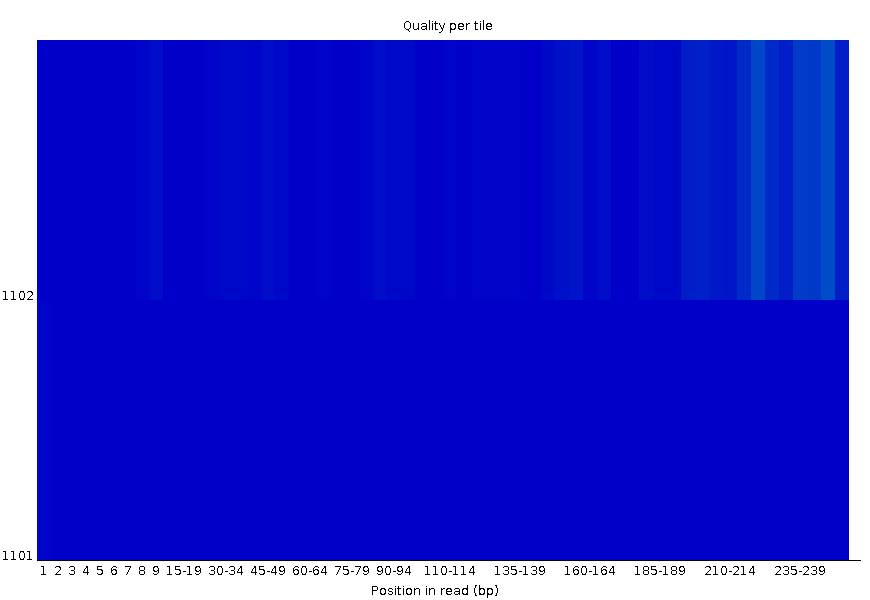 Quality per tile
1102
1101
1 2 3 4 5 6 7 8 9 15-19 30-34 45-49 60-64 75-79 90-94 110-114 135-139 160-164 185-189 210-214 235-239
Position in read (bp)